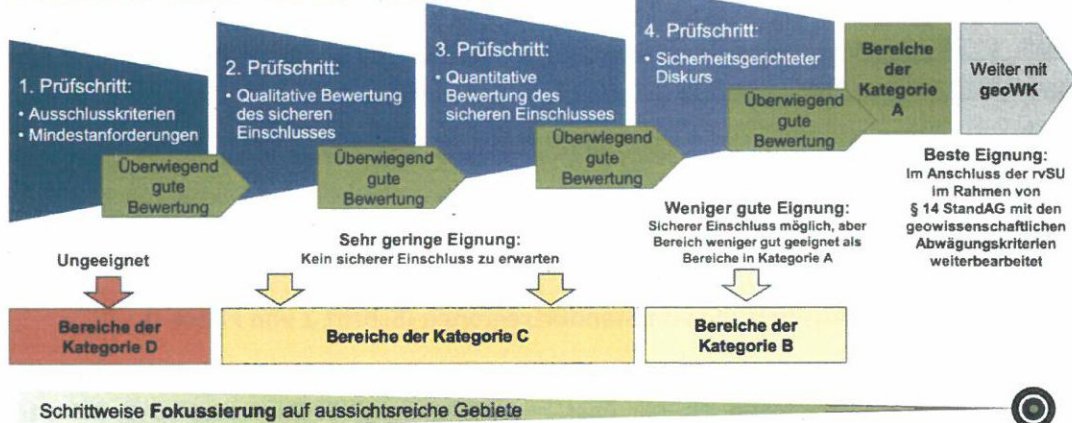 1. Prüfschritt:
• Ausschlusskriterien
• Mindestanforderungen
Überwiegend
gute
Bewertung
2. Prüfschritt:
• Qualitative Bewertung
des sicheren
Einschlusses
Überwiegend
gute
Bewertung
3. Prüfschritt:
• Quantitative
Bewertung des
sicheren Einschlusses
Überwiegend
gute
Bewertung
4. Prüfschritt:
• Sicherheitsgerichteter
Diskurs
Überwiegend
gute
Bewertung
Bereiche
der
Kategorie
A
Weiter mit
geoWK
Beste Eignung:
Im Anschluss der rvSU
im Rahmen von
§ 14 StandAG mit den
geowissenschaftlichen
Abwägungskriterien
weiterbearbeitet
Ungeeignet
Sehr geringe Eignung:
Kein sicherer Einschluss zu erwarten
Weniger gute Eignung:
Sicherer Einschluss möglich, aber
Bereich weniger gut geeignet als
Bereiche in Kategorie A
Bereiche der
Kategorie D
Bereiche der Kategorie C
Bereiche der
Kategorie B
Schrittweise Fokussierung auf aussichtsreiche Gebiete